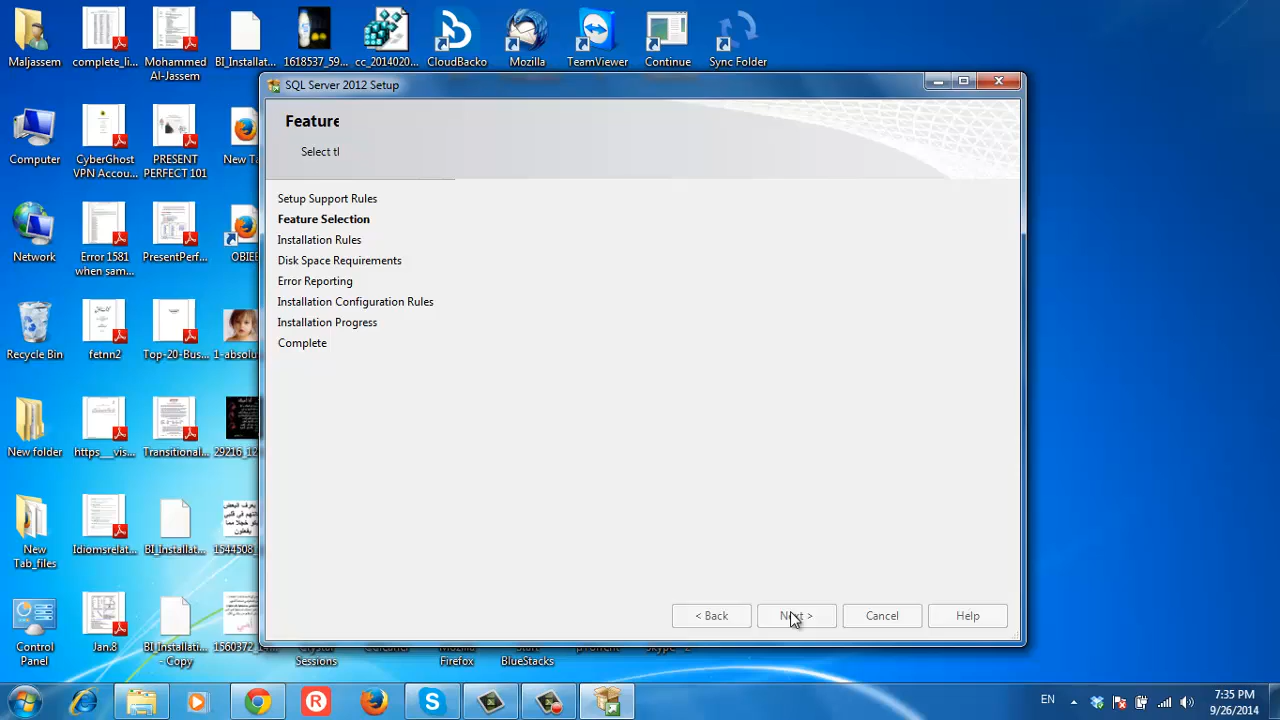 Maljassem
complete_li...
Mohammed
Al-Jassem
BI_Installat...
1618537_59...
cc_2014020...
CloudBacko
Mozilla
TeamViewer
Continue
Sync Folder
SQL Server 2012 Setup
Feature
Select tl
Computer
CyberGhost
VPN Accou...
PRESENT
PERFECT 101
New Ta
Setup Support Rules
Feature Selection
Installation Rules
Disk Space Requirements
Error Reporting
Installation Configuration Rules
Installation Progress
Complete
Network
Error 1581
when sam...
PresentPerf...
OBIEE
Recycle Bin
fetnn2
Top-20-Bus...
1-absolu
New folder
https__vis...
Transitional...
29216_12
New
Tab_files
Idiomsrelat...
BI_Installat...
يعرف البعض
1544508_
< Back
Next >
Cancel
Help
Control
Panel
Jan.8
BI_Installati...
- Copy
Sessions
Firefox
BlueStacks
EN
7:35 PM
9/26/2014